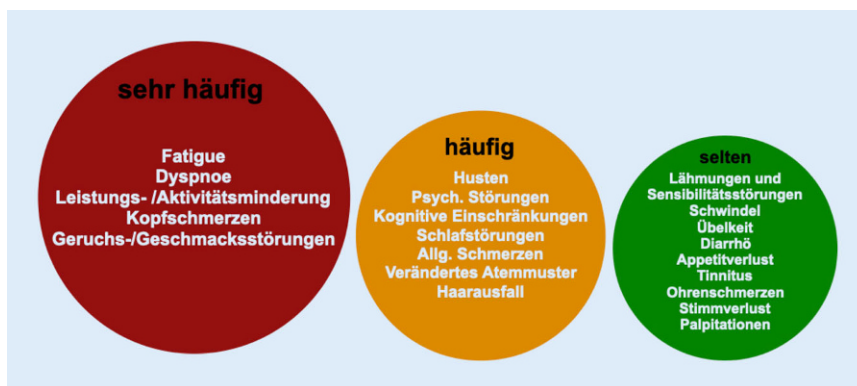 sehr häufig
Fatigue
Dyspnoe
Leistungs- /Aktivitätsminderung
Kopfschmerzen
Geruchs-/Geschmacksstörungen
häufig
Husten
Psych. Störungen
Kognitive Einschränkungen
Schlafstörungen
Allg. Schmerzen
Verändertes Atemmuster
Haarausfall
selten
Lähmungen und
Sensibilitätsstörungen
Schwindel
Übelkeit
Diarrhö
Appetitverlust
Tinnitus
Ohrenschmerzen
Stimmverlust
Palpitationen